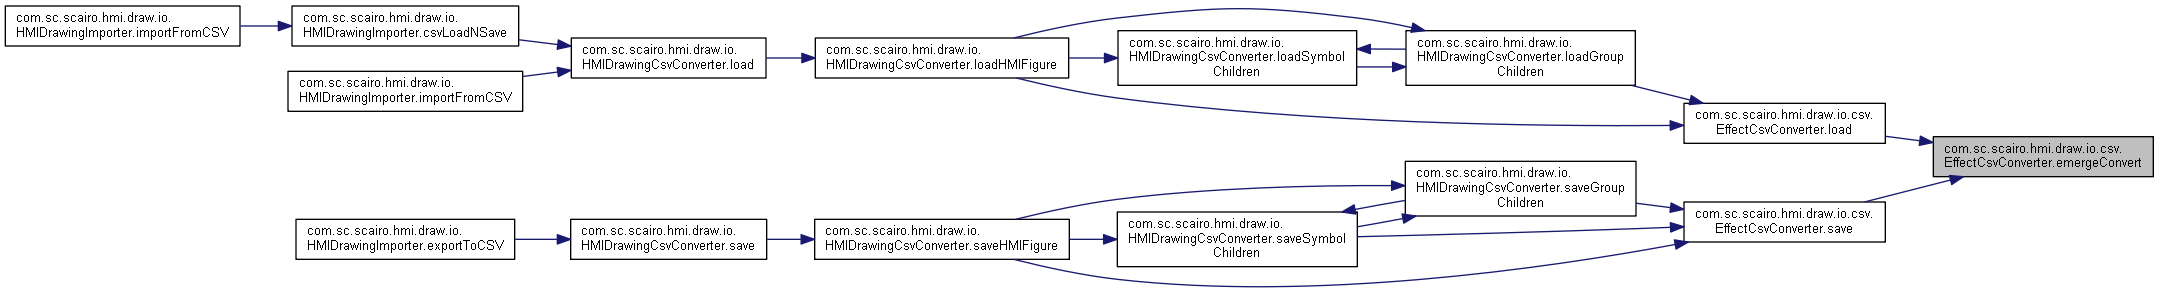 com.sc.scairo.hmi.draw.io.
HMIDrawingImporter.importFromCSV
com.sc.scairo.hmi.draw.io.
HMIDrawingImporter.csvLoadNSave
com.sc.scairo.hmi.draw.io.
HMIDrawingImporter.importFromCSV
com.sc.scairo.hmi.draw.io.
HMIDrawingCsvConverter.load
com.sc.scairo.hmi.draw.io.
HMIDrawingCsvConverter.loadHMIFigure
com.sc.scairo.hmi.draw.io.
HMIDrawingCsvConverter.loadSymbol
Children
com.sc.scairo.hmi.draw.io.
HMIDrawingCsvConverter.loadGroup
Children
com.sc.scairo.hmi.draw.io.csv.
EffectCsvConverter.load
com.sc.scairo.hmi.draw.io.csv.
EffectCsvConverter.emergeConvert
com.sc.scairo.hmi.draw.io.
HMIDrawingImporter.exportToCSV
com.sc.scairo.hmi.draw.io.
HMIDrawingCsvConverter.save
com.sc.scairo.hmi.draw.io.
HMIDrawingCsvConverter.saveHMIFigure
com.sc.scairo.hmi.draw.io.
HMIDrawingCsvConverter.saveSymbol
Children
com.sc.scairo.hmi.draw.io.
HMIDrawingCsvConverter.saveGroup
Children
com.sc.scairo.hmi.draw.io.csv.
EffectCsvConverter.save